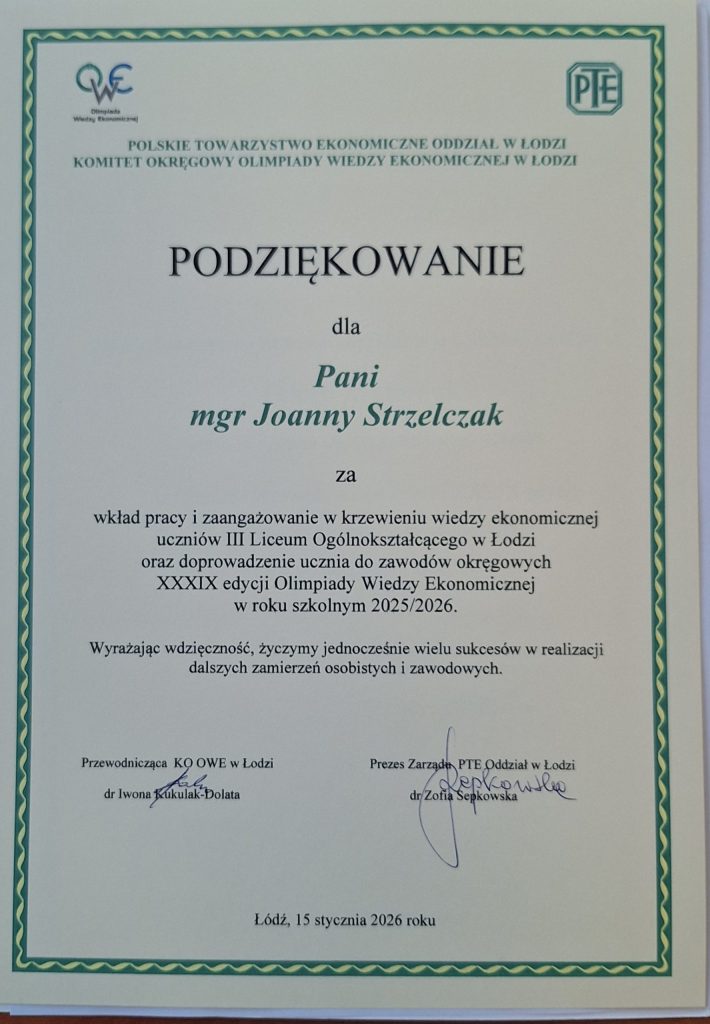 OWE
Olimpiada
Wiedzy Ekonomicznej
PTE
POLSKIE TOWARZYSTWO EKONOMICZNE ODDZIAŁ W ŁODZI
KOMITET OKRĘGOWY OLIMPIADY WIEDZY EKONOMICZNEJ W ŁODZI
PODZIĘKOWANIE
dla
Pani
mgr Joanny Strzelczak
za
wkład pracy i zaangażowanie w krzewieniu wiedzy ekonomicznej
uczniów III Liceum Ogólnokształcącego w Łodzi
oraz doprowadzenie ucznia do zawodów okręgowych
XXXIX edycji Olimpiady Wiedzy Ekonomicznej
w roku szkolnym 2025/2026.
Wyrażając wdzięczność, życzymy jednocześnie wielu sukcesów w realizacji
dalszych zamierzeń osobistych i zawodowych.
Przewodnicząca KO OWE w Łodzi
dr Iwona Kukulak-Dolata
Prezes Zarządu PTE Oddział w Łodzi
dr Zofia Sepkowska
Łódź, 15 stycznia 2026 roku